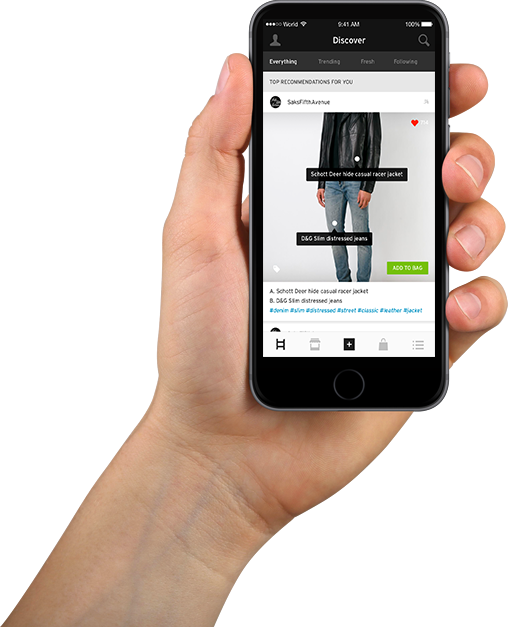 World 9:41 AM 100%
Discover
Everything Trending Fresh Following
TOP RECOMMENDATIONS FOR YOU
SaksFifthAvenue
Schott Deer hide casual racer jacket
D&G Slim distressed jeans
ADD TO BAG
A. Schott Deer hide casual racer jacket
B. D&G Slim distressed jeans
#denim #slim #distressed #street #classic #leather #jacket